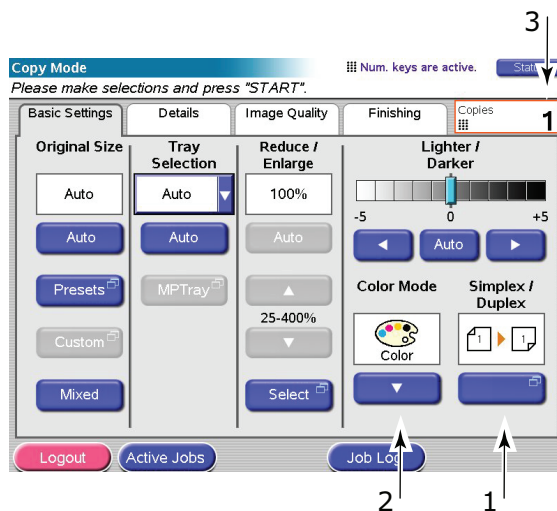 3
Copy Mode
Num. keys are active.
Please make selections and press "START".
Basic Settings
Details
Image Quality
Finishing
Copies
1
Original Size
Tray
Selection
Reduce /
Enlarge
Lighter /
Darker
Auto
Auto
100%
-5
0
+5
Auto
Auto
Auto
Auto
Presets
MPTray
Color Mode
Simplex /
Duplex
25-400%
Custom
Color
1
1
Mixed
Select
Logout
Active Jobs
2
1